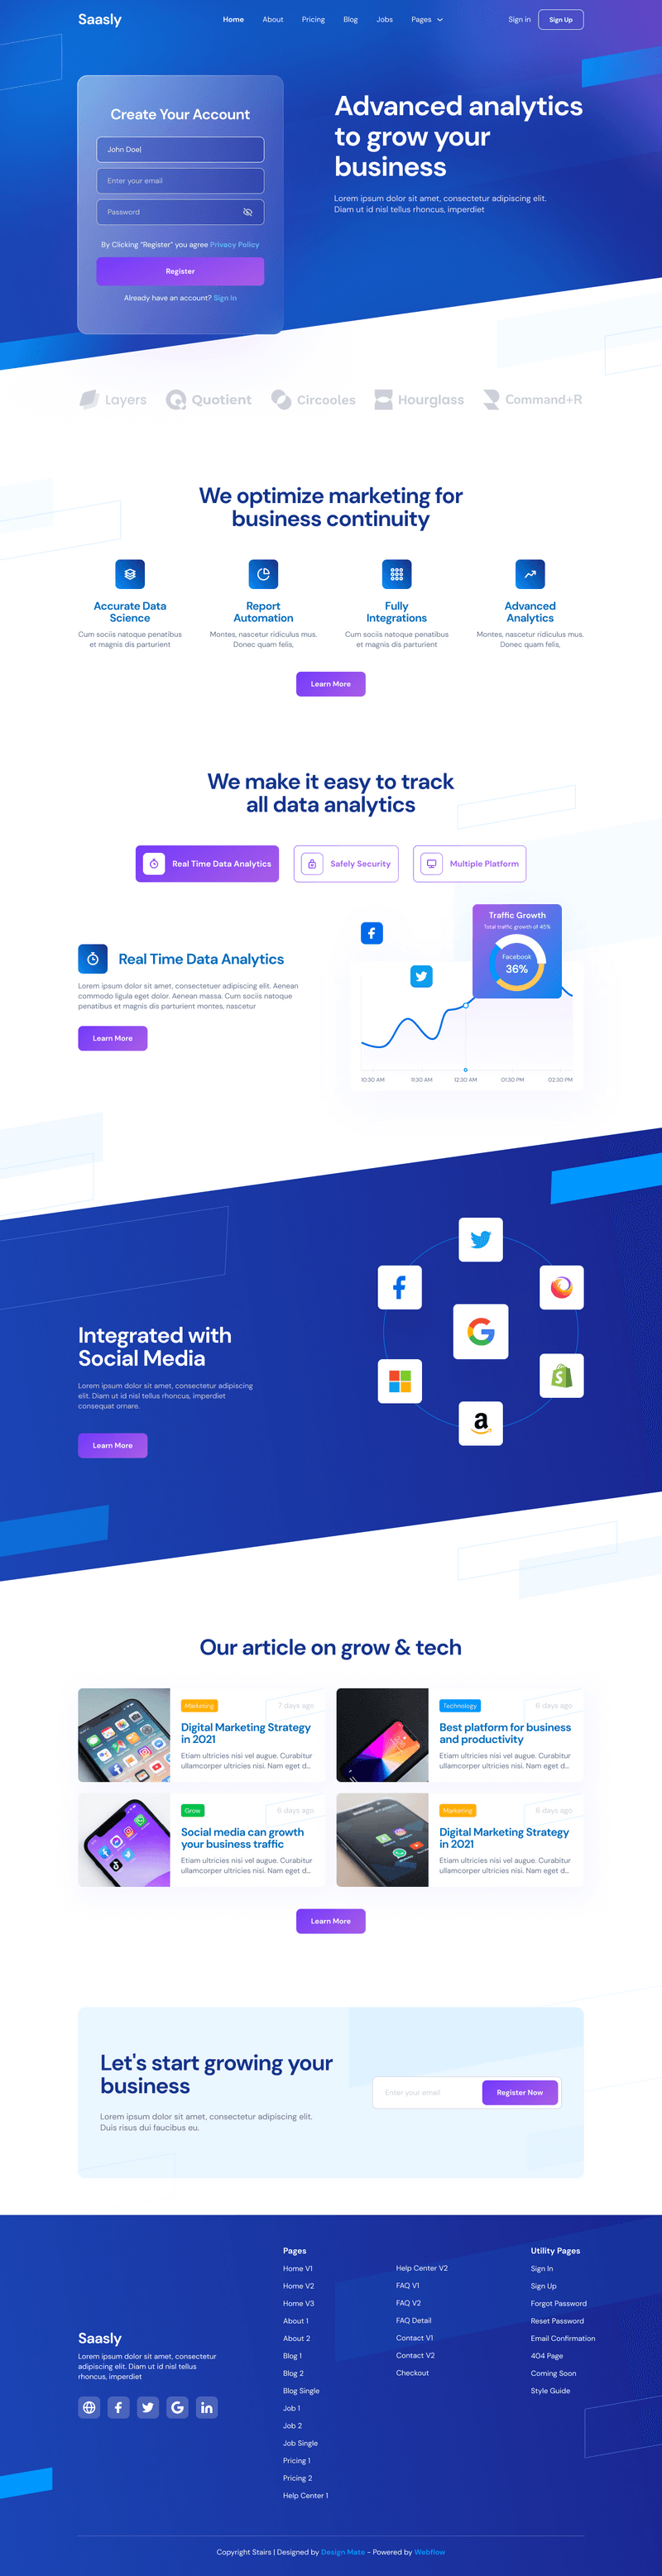 Saasly
Home
About
Pricing
Blog
Jobs
Pages
Sign in
Sign Up
Create Your Account
John Doe|
Enter your email
Password
By Clicking "Register" you agree Privacy Policy
Register
Already have an account? Sign In
Advanced analytics
to grow your
business
Lorem ipsum dolor sit amet, consectetur adipiscing elit.
Diam ut id nisl tellus rhoncus, imperdiet
Layers
Quotient
Circooles
Hourglass
Command+R
We optimize marketing for
business continuity
Accurate Data
Science
Cum sociis natoque penatibus
et magnis dis parturient
Report
Automation
Montes, nascetur ridiculus mus.
Donec quam felis,
Fully
Integrations
Cum sociis natoque penatibus
et magnis dis parturient
Advanced
Analytics
Montes, nascetur ridiculus mus.
Donec quam felis,
Learn More
We make it easy to track
all data analytics
Real Time Data Analytics
Safely Security
Multiple Platform
Real Time Data Analytics
Lorem ipsum dolor sit amet, consectetuer adipiscing elit. Aenean
commodo ligula eget dolor. Aenean massa. Cum sociis natoque
penatibus et magnis dis parturient montes, nascetur
Learn More
Traffic Growth
Total traffic growth of 45%
Facebook
36%
10:30 AM
11:30 AM
12:30 AM
01:30 PM
02:30 PM
Integrated with
Social Media
Lorem ipsum dolor sit amet, consectetur adipiscing
elit. Diam ut id nisl tellus rhoncus, imperdiet
consequat ornare.
Learn More
Our article on grow & tech
Marketing
7 days ago
Digital Marketing Strategy
in 2021
Etiam ultricies nisi vel augue. Curabitur
ullamcorper ultricies nisi. Nam eget d...
Technology
6 days ago
Best platform for business
and productivity
Etiam ultricies nisi vel augue. Curabitur
ullamcorper ultricies nisi. Nam eget d...
Grow
6 days ago
Social media can growth
your business traffic
Etiam ultricies nisi vel augue. Curabitur
ullamcorper ultricies nisi. Nam eget d...
Marketing
6 days ago
Digital Marketing Strategy
in 2021
Etiam ultricies nisi vel augue. Curabitur
ullamcorper ultricies nisi. Nam eget d...
Learn More
Let's start growing your
business
Lorem ipsum dolor sit amet, consectetur adipiscing elit.
Duis risus dui faucibus eu.
Enter your email
Register Now
Saasly
Lorem ipsum dolor sit amet, consectetur
adipiscing elit. Diam ut id nisl tellus
rhoncus, imperdiet
Pages
Home V1
Home V2
Home V3
About 1
About 2
Blog 1
Blog 2
Blog Single
Job 1
Job 2
Job Single
Pricing 1
Pricing 2
Help Center 1
Help Center V2
FAQ V1
FAQ V2
FAQ Detail
Contact V1
Contact V2
Checkout
Utility Pages
Sign In
Sign Up
Forgot Password
Reset Password
Email Confirmation
404 Page
Coming Soon
Style Guide
Copyright Stairs | Designed by Design Mate - Powered by Webflow